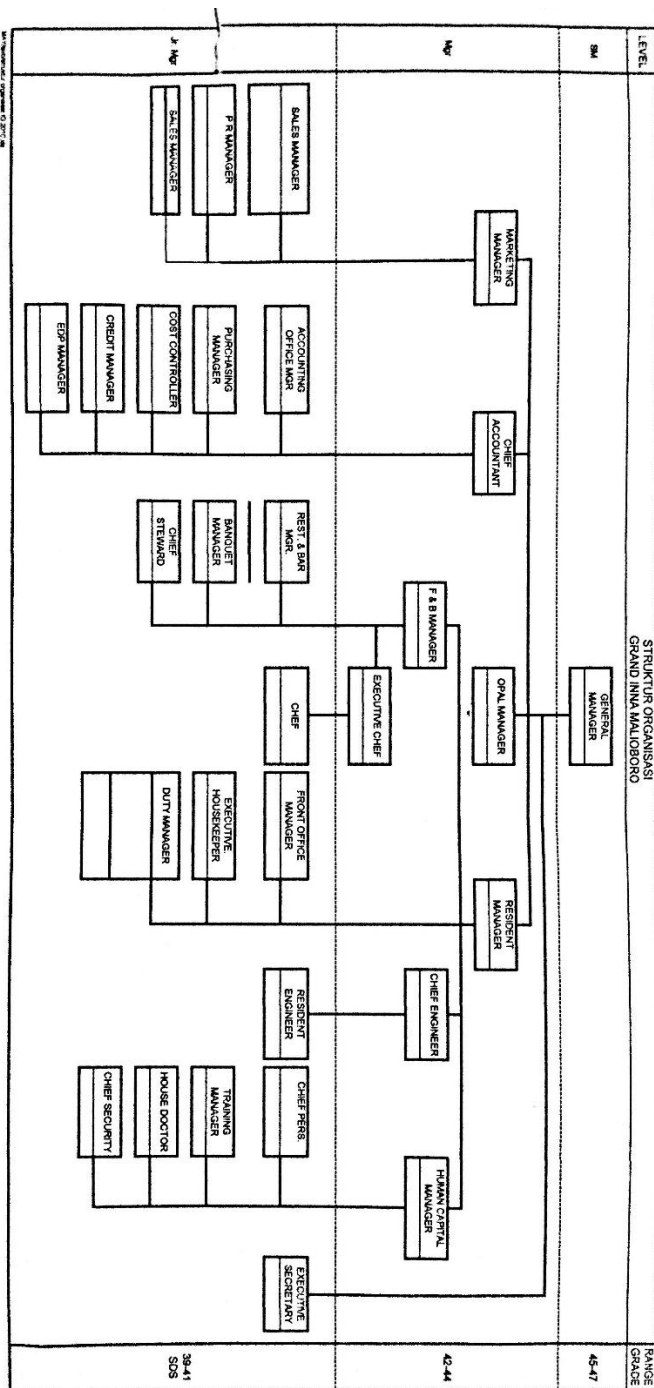 STRUKTUR ORGANISASI
GRAND INNA MALIOBORO
LEVEL
RANGE
GRADE
SM
45-47
GENERAL
MANAGER
Mgr
42-44
MARKETING
MANAGER
CHIEF
ACCOUNTANT
OPAL MANAGER
RESIDENT
MANAGER
F & B MANAGER
CHIEF ENGINEER
HUMAN CAPITAL
MANAGER
EXECUTIVE CHEF
Jr. Mgr
39-41
SDS
SALES MANAGER
ACCOUNTING
OFFICE MGR
REST. & BAR
MGR.
CHEF
FRONT OFFICE
MANAGER
RESIDENT
ENGINEER
CHIEF PERS.
EXECUTIVE
SECRETARY
P R MANAGER
PURCHASING
MANAGER
BANQUET
MANAGER
EXECUTIVE.
HOUSEKEEPER
TRAINING
MANAGER
SALES MANAGER
COST CONTROLLER
CHIEF
STEWARD
DUTY MANAGER
HOUSE DOCTOR
CREDIT MANAGER
CHIEF SECURITY
EDP MANAGER